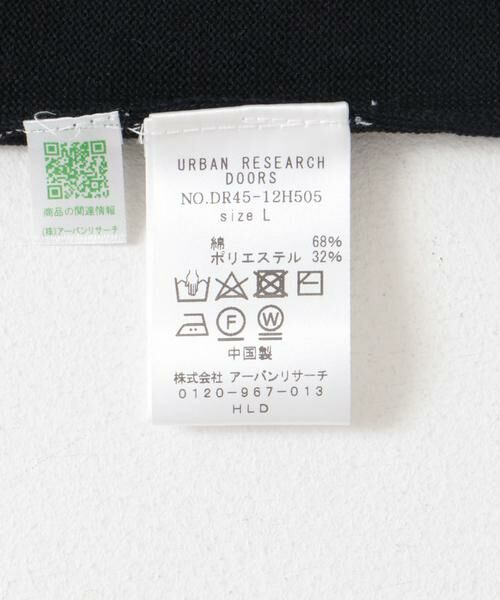 商品の関連情報
(株)アーバンリサーチ
URBAN RESEARCH
DOORS
NO.DR45-12H505
size L
綿 68%
ポリエステル 32%
F W
中国製
株式会社 アーバンリサーチ
0120-967-013
HLD